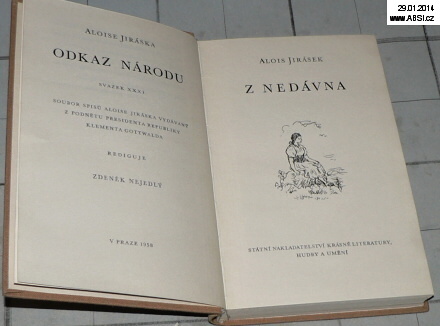 29.01.2014
www.ABSI.cz
ALOISE JIRÁSKA
ODKAZ NÁRODU
SVAZEK XXXI
SOUBOR SPISŮ ALOISE JIRÁSKA VYDÁVANÝ
Z PODNĚTU PRESIDENTA REPUBLIKY
KLEMENTA GOTTWALDA
REDIGUJE
ZDENĚK NEJEDLÝ
V PRAZE 1958
ALOIS JIRÁSEK
Z NEDÁVNA
STÁTNÍ NAKLADATELSTVÍ KRÁSNÉ LITERATURY,
HUDBY A UMĚNÍ